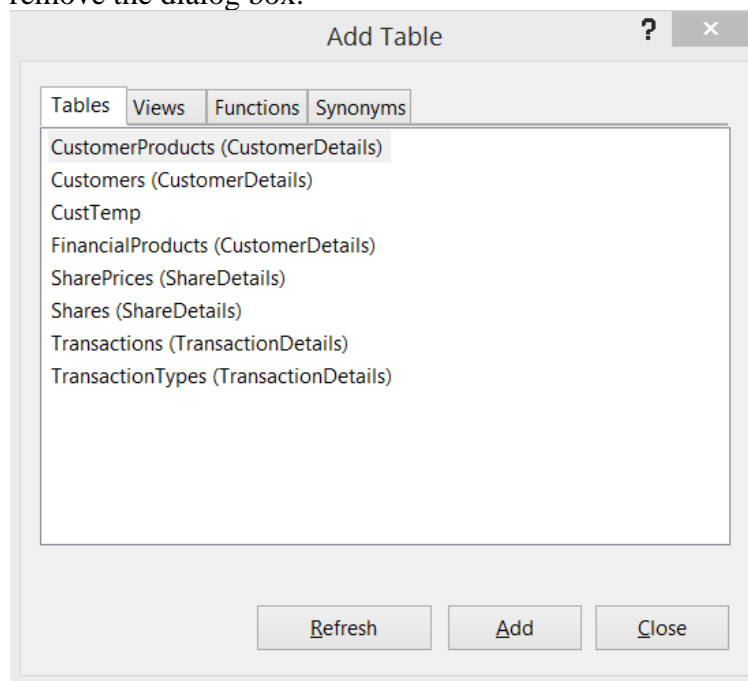 remove the dialog box.
Add Table
?
×
Tables Views Functions Synonyms
CustomerProducts (CustomerDetails)
Customers (CustomerDetails)
CustTemp
FinancialProducts (CustomerDetails)
SharePrices (ShareDetails)
Shares (ShareDetails)
Transactions (TransactionDetails)
TransactionTypes (TransactionDetails)
Refresh Add Close